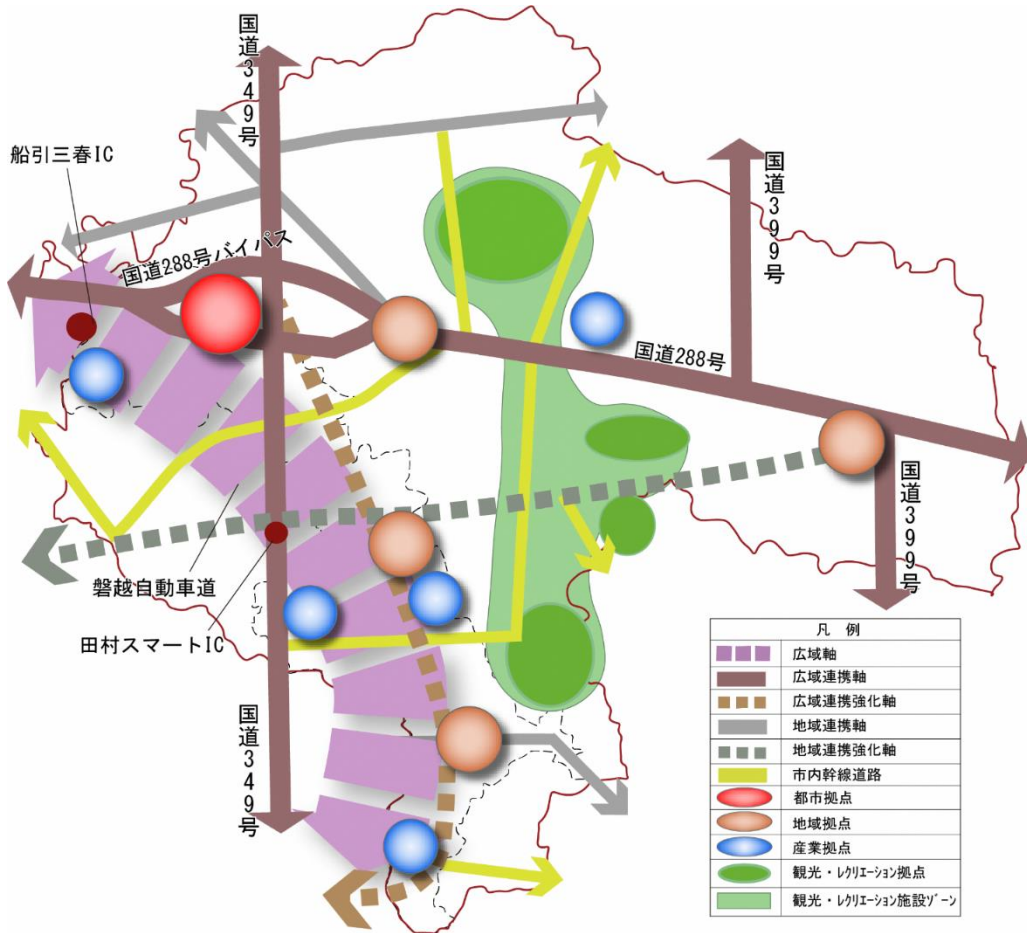 国道349号
船引三春IC
国道288号バイパス
国道399号
国道288号
国道399号
磐越自動車道
田村スマートIC
国道349号
凡 例
広域軸
広域連携軸
広域連携強化軸
地域連携軸
地域連携強化軸
市内幹線道路
都市拠点
地域拠点
産業拠点
観光・ﾚｸﾘｴｰｼｮﾝ拠点
観光・ﾚｸﾘｴｰｼｮﾝ施設ｿﾞｰﾝ